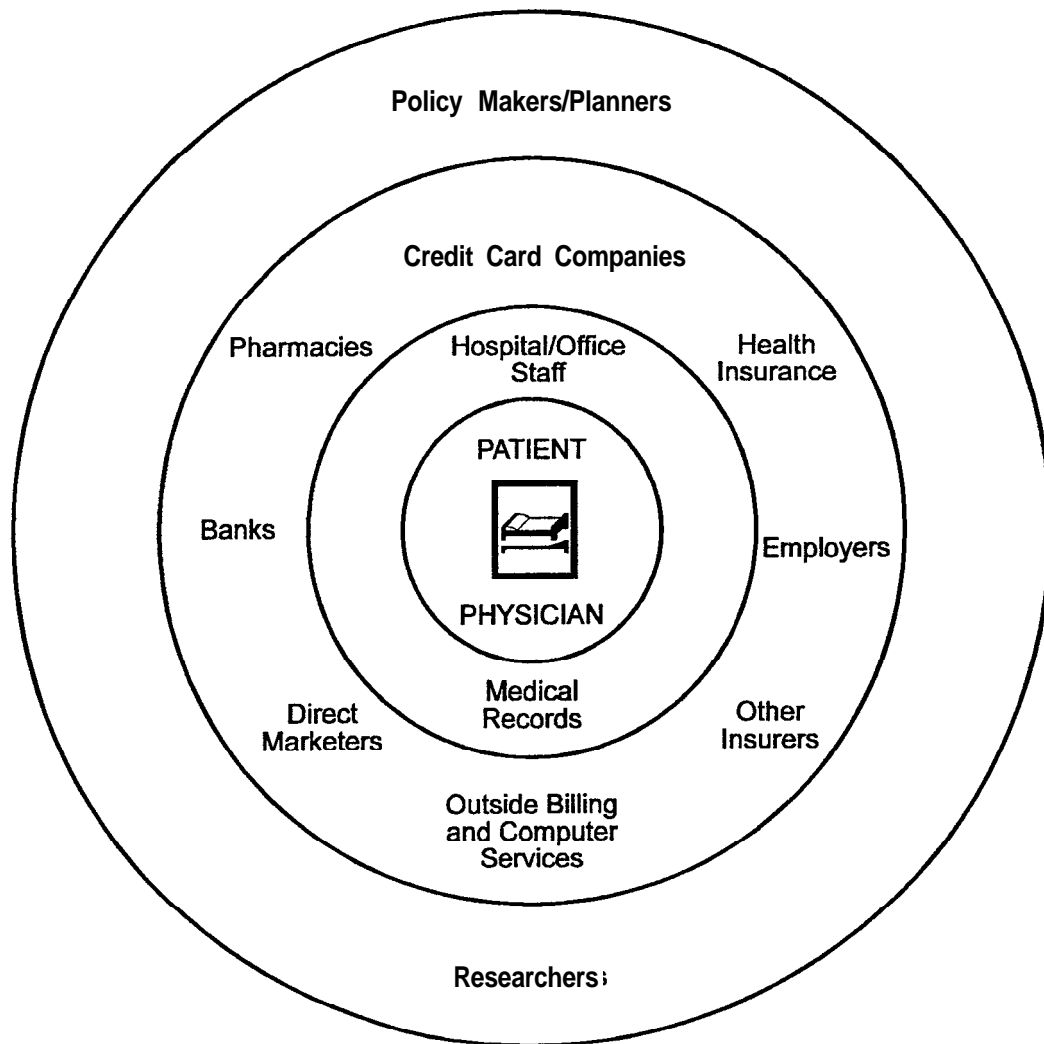 Policy Makers/Planners
Credit Card Companies
Pharmacies
Hospital/Office
Staff
Health
Insurance
PATIENT
Banks
Employers
PHYSICIAN
Medical
Records
Direct
Marketers
Other
Insurers
Outside Billing
and Computer
Services
Researchers